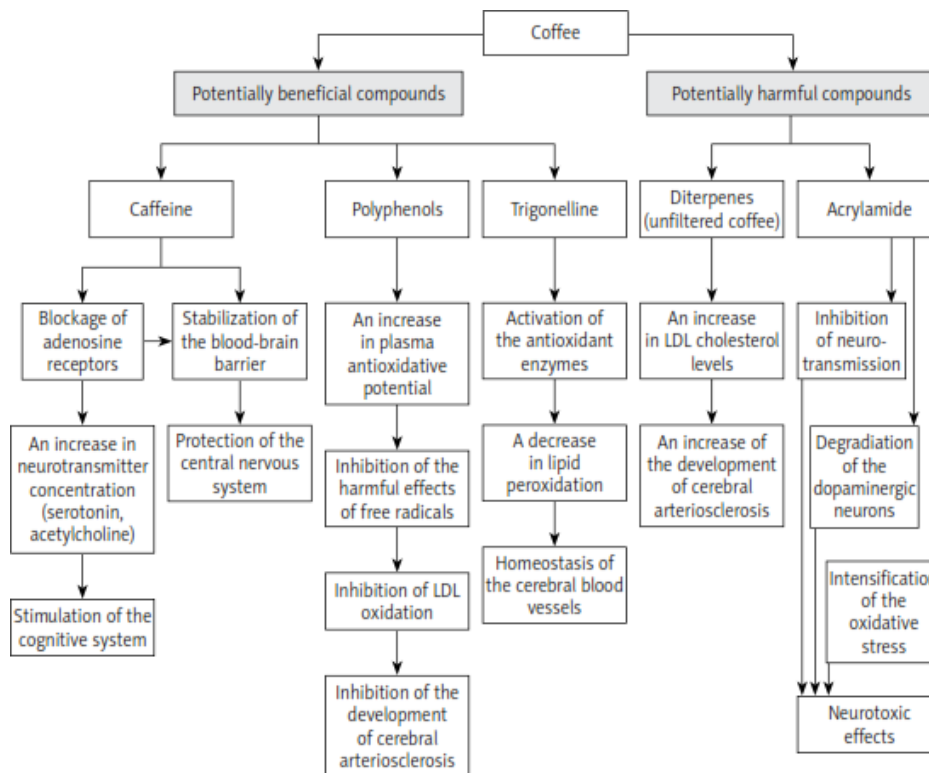 Coffee
Potentially beneficial compounds
Potentially harmful compounds
Caffeine
Polyphenols
Trigonelline
Diterpenes
(unfiltered coffee)
Acrylamide
Blockage of
adenosine
receptors
Stabilization of
the blood-brain
barrier
An increase
in plasma
antioxidative
potential
Activation of
the antioxidant
enzymes
An increase
in LDL cholesterol
levels
Inhibition
of neuro-
transmission
An increase in
neurotransmitter
concentration
(serotonin,
acetylcholine)
Protection of the
central nervous
system
Inhibition of the
harmful effects
of free radicals
A decrease
in lipid
peroxidation
An increase of
the development
of cerebral
arteriosclerosis
Degradiation
of the
dopaminergic
neurons
Stimulation of the
cognitive system
Inhibition of LDL
oxidation
Homeostasis of
the cerebral blood
vessels
Intensification
of the
oxidative
stress
Inhibition of the
development
of cerebral
arteriosclerosis
Neurotoxic
effects